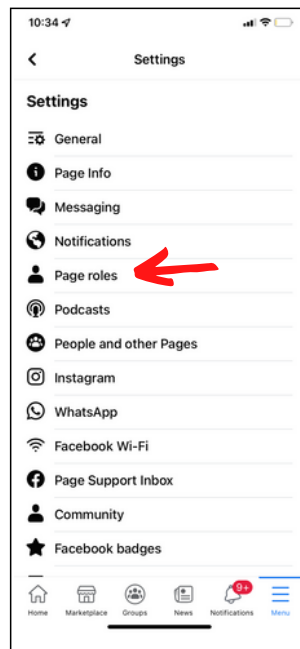 10:34
Settings
Settings
General
Page Info
Messaging
Notifications
Page roles
Podcasts
People and other Pages
Instagram
WhatsApp
Facebook Wi-Fi
Page Support Inbox
Community
Facebook badges
9+
Home Marketplace Groups News Notifications Menu